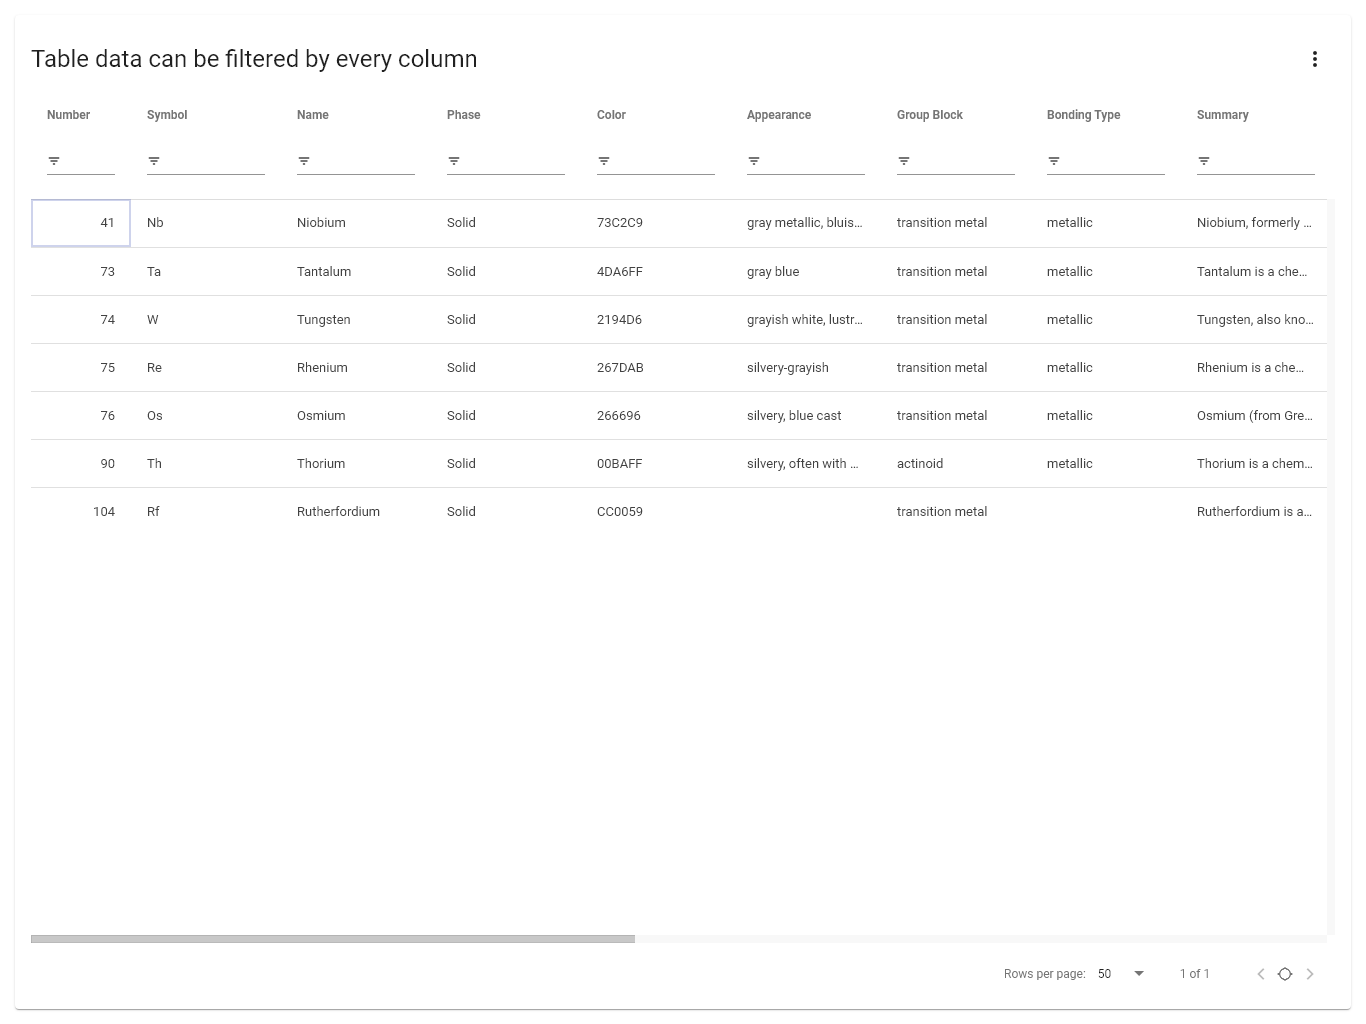 Table data can be filtered by every column
Number Symbol Name Phase Color Appearance Group Block Bonding Type Summary
41 Nb Niobium Solid 73C2C9 gray metallic, bluis... transition metal metallic Niobium, formerly ...
73 Ta Tantalum Solid 4DA6FF gray blue transition metal metallic Tantalum is a che...
74 W Tungsten Solid 2194D6 grayish white, lustr... transition metal metallic Tungsten, also kno...
75 Re Rhenium Solid 267DAB silvery-grayish transition metal metallic Rhenium is a che...
76 Os Osmium Solid 266696 silvery, blue cast transition metal metallic Osmium (from Gre...
90 Th Thorium Solid 00BAFF silvery, often with ... actinoid metallic Thorium is a chem...
104 Rf Rutherfordium Solid CC0059 transition metal Rutherfordium is a...
Rows per page: 50 1 of 1